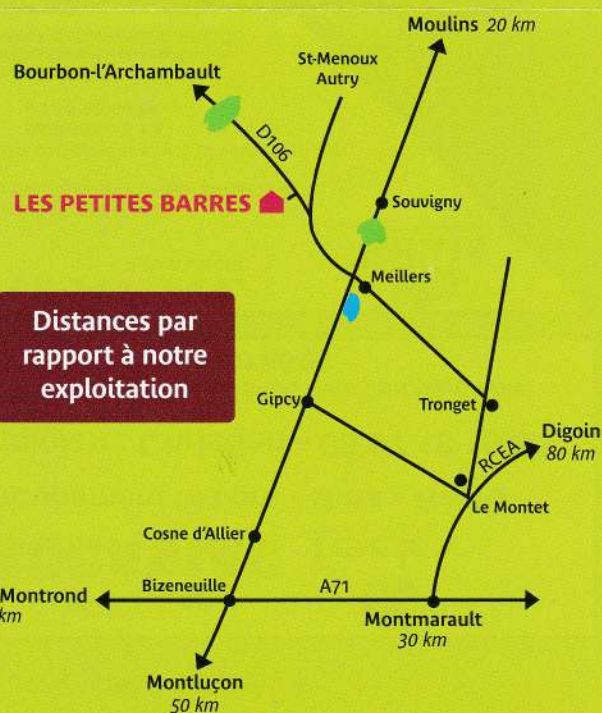 Moulins 20 km
St-Menoux
Autry
Bourbon-l'Archambault
D106
LES PETITES BARRES
Souvigny
Meillers
Distances par
rapport à notre
exploitation
Gipcy
Tronget
Digoin
80 km
RCEA
Le Montet
Cosne d'Allier
Montrond
km
Bizeneuille
A71
Montmarault
30 km
Montluçon
50 km